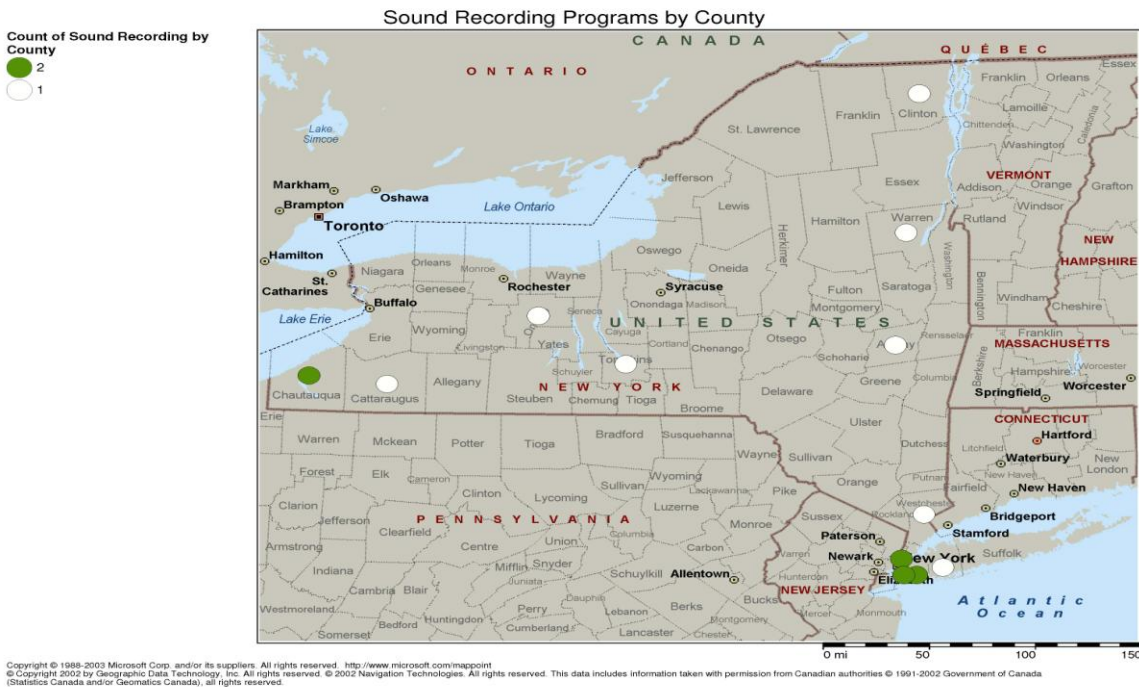 Sound Recording Programs by County
Count of Sound Recording by
County
2
1
CANADA
QUÉBEC
ONTARIO
Essex
Franklin
Orleans
Franklin
Clinton
Lamoille
Caledonia
Lake
Simcoe
St. Lawrence
Chittenden
Washington
VERMONT
Markham
Oshawa
Jefferson
Essex
Addison
Orange
Grafton
Brampton
Lake Ontario
Lewis
Windsor
Toronto
Hamilton
Warren
Rutland
NEW
HAMPSHIRE
Herkimer
Washington
Oswego
Hamilton
Orleans
Niagara
Monroe
Wayne
Oneida
St.
Catharines
Rochester
Syracuse
Fulton
Saratoga
Bennington
Windham
Cheshire
Genesee
Onondaga
Madison
Montgomery
Buffalo
Seneca
Lake Erie
UNITED STATES
Rensselaer
Franklin
Erie
Wyoming
Livingston
Yates
Cayuga
Cortland
Chenango
Otsego
Schoharie
MASSACHUSETTS
Berkshire
Hampshire
Worcester
Schuyler
Allegany
Greene
Columbia
Worcester
Chautauqua
Cattaraugus
NEW YORK
Delaware
Springfield
Steuben
Chemung
Tioga
Broome
Erie
Ulster
CONNECTICUT
Warren
Mckean
Potter
Tioga
Bradford
Susquehanna
Dutchess
Litchfield
Hartford
Wayne
Sullivan
Waterbury
New
London
Forest
Elk
Cameron
Sullivan
Wyoming
Lackawanna
Orange
Putnam
Fairfield
New Haven
New Haven
Clinton
Lycoming
Pike
Westchester
Clarion
Luzerne
Rockland
Bridgeport
Jefferson
Clearfield
PENNSYLVANIA
Columbia
Monroe
Sussex
Stamford
Armstrong
Centre
Union
Carbon
Paterson
Suffolk
Warren
Newark
Indiana
Mifflin
Snyder
Schuylkill
Allentown
Hunterdon
Juniata
Cambria
Blair
NEW JERSEY
Westmoreland
Huntingdon
Perry
Dauphin
Lebanon
Berks
Bucks
Mercer
Monmouth
Atlantic
Ocean
Bedford
Cumberland
Montgomery
Somerset
Fulton
Lancaster
Chester
0 mi
50
100
150
Copyright © 1988-2003 Microsoft Corp. and/or its suppliers. All rights reserved. http://www.microsoft.com/mappoint
© Copyright 2002 by Geographic Data Technology, Inc. All rights reserved. © 2002 Navigation Technologies. All rights reserved. This data includes information taken with permission from Canadian authorities © 1991-2002 Government of Canada
(Statistics Canada and/or Geomatics Canada), all rights reserved.